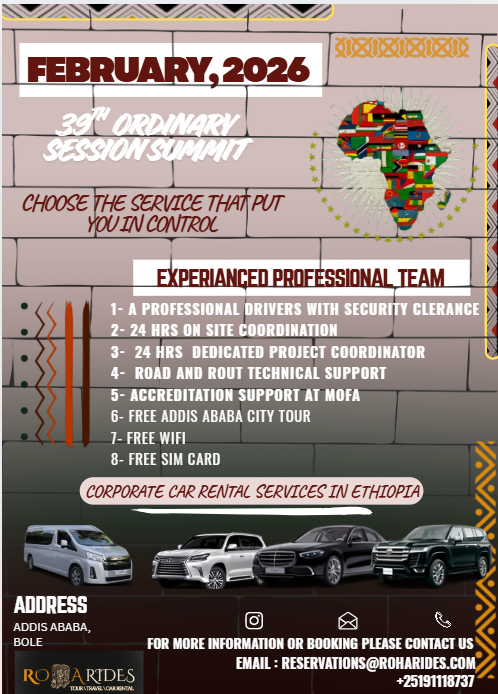 FEBRUARY, 2026
39TH ORDINARY
SESSION SUMMIT
CHOOSE THE SERVICE THAT PUT
YOU IN CONTROL
EXPERIANCED PROFESSIONAL TEAM
1- A PROFESSIONAL DRIVERS WITH SECURITY CLERANCE
2- 24 HRS ON SITE COORDINATION
3- 24 HRS DEDICATED PROJECT COORDINATOR
4- ROAD AND ROUT TECHNICAL SUPPORT
5- ACCREDITATION SUPPORT AT MOFA
6- FREE ADDIS ABABA CITY TOUR
7- FREE WIFI
8- FREE SIM CARD
CORPORATE CAR RENTAL SERVICES IN ETHIOPIA
ADDRESS
ADDIS ABABA,
BOLE
FOR MORE INFORMATION OR BOOKING PLEASE CONTACT US
EMAIL : RESERVATIONS@ROHARIDES.COM
+25191118737
ROHA RIDES
TOUR \ TRAVEL \ CAR RENTAL